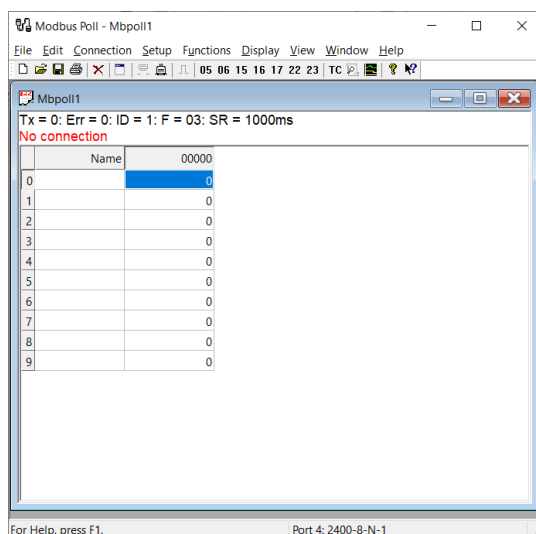 Modbus Poll - Mbpoll1
File Edit Connection Setup Functions Display View Window Help
05 06 15 16 17 22 23 TC
Mbpoll1
Tx = 0: Err = 0: ID = 1: F = 03: SR = 1000ms
No connection
Name 00000
0 0
1 0
2 0
3 0
4 0
5 0
6 0
7 0
8 0
9 0
For Help, press F1. Port 4: 2400-8-N-1